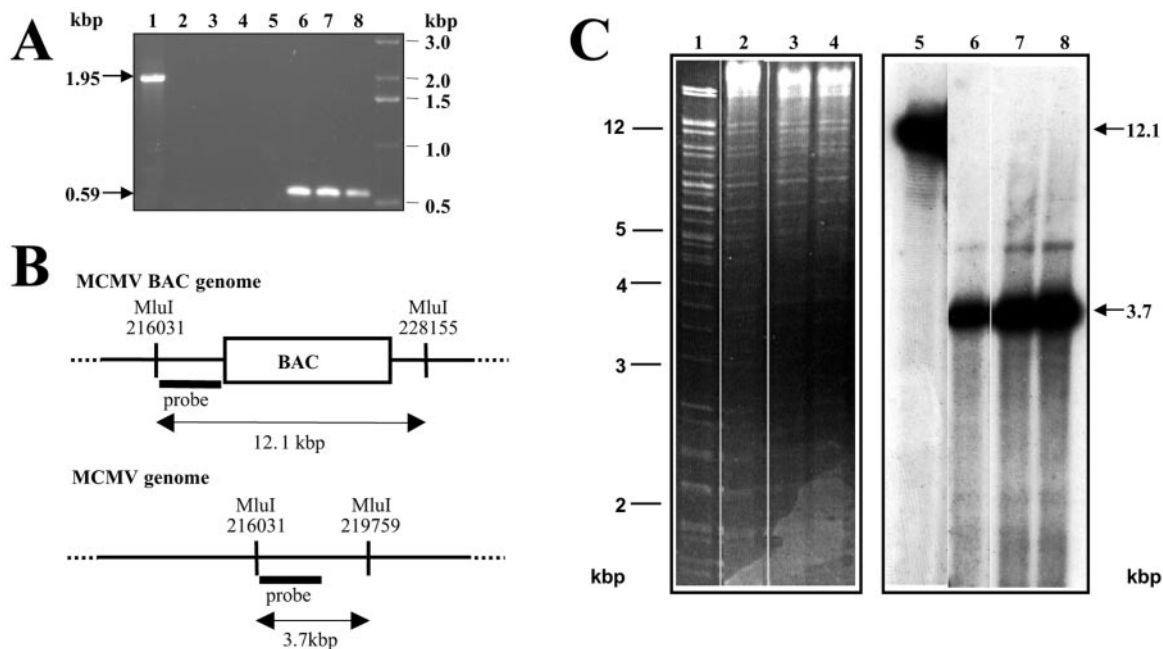 A
kbp 1 2 3 4 5 6 7 8 kbp
1.95
0.59
3.0
2.0
1.5
1.0
0.5
B
MCMV BAC genome
MluI MluI
216031 228155
BAC
probe
12.1 kbp
MCMV genome
MluI MluI
216031 219759
probe
3.7kbp
C
1 2 3 4 5 6 7 8
12
5
4
3
2
kbp
12.1
3.7
kbp